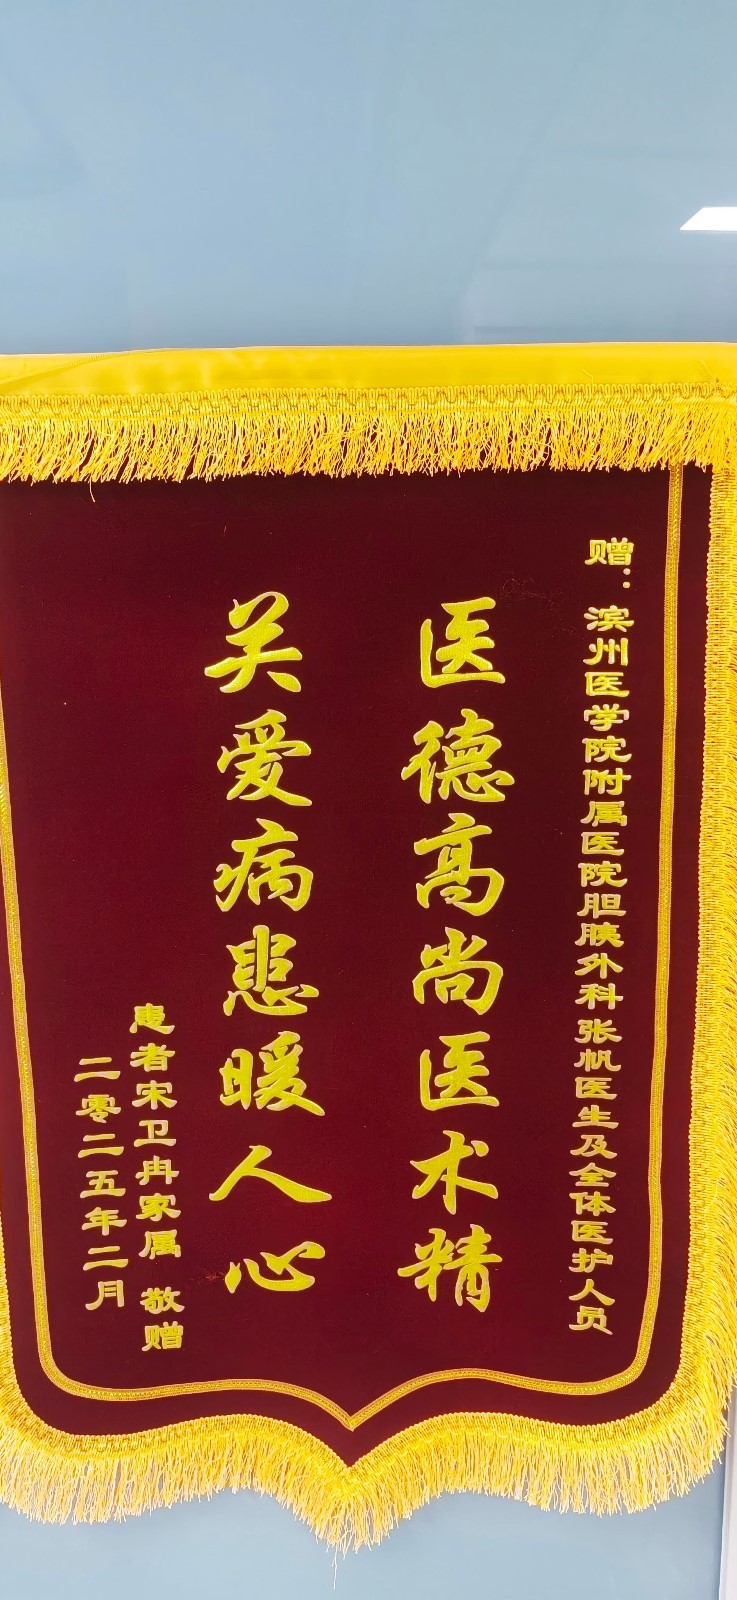 赠：滨州医学院附属医院胆胰外科张帆医生及全体医护人员
医德高尚医术精
关爱病患暖人心
患者宋卫冉家属 敬赠
二零二五年二月